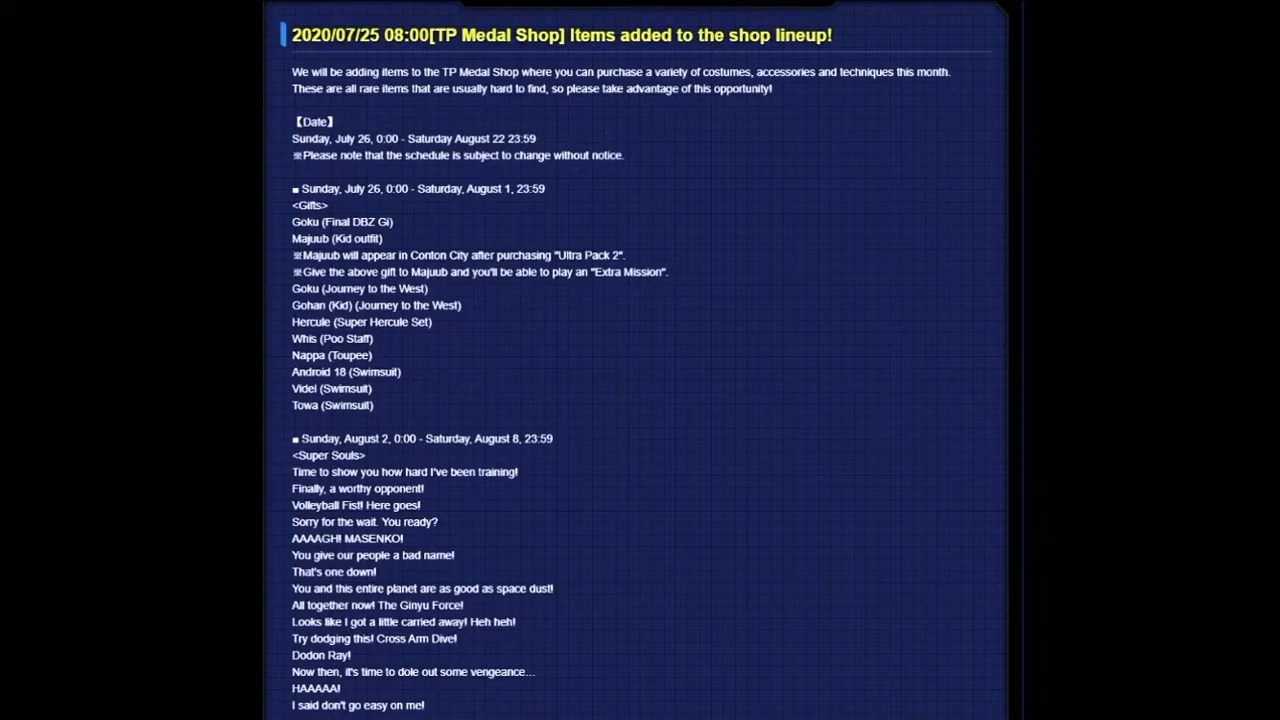 2020/07/25 08:00[TP Medal Shop] Items added to the shop lineup!
We will be adding items to the TP Medal Shop where you can purchase a variety of costumes, accessories and techniques this month.
These are all rare items that are usually hard to find, so please take advantage of this opportunity!
【Date】
Sunday, July 26, 0:00 - Saturday August 22 23:59
※Please note that the schedule is subject to change without notice.
■ Sunday, July 26, 0:00 - Saturday, August 1, 23:59
<Gifts>
Goku (Final DBZ Gi)
Majuub (Kid outfit)
※Majuub will appear in Conton City after purchasing "Ultra Pack 2".
※Give the above gift to Majuub and you'll be able to play an "Extra Mission".
Goku (Journey to the West)
Gohan (Kid) (Journey to the West)
Hercule (Super Hercule Set)
Whis (Poo Staff)
Nappa (Toupee)
Android 18 (Swimsuit)
Videl (Swimsuit)
Towa (Swimsuit)
■ Sunday, August 2, 0:00 - Saturday, August 8, 23:59
<Super Souls>
Time to show you how hard I've been training!
Finally, a worthy opponent!
Volleyball Fist! Here goes!
Sorry for the wait. You ready?
AAAAGH! MASENKO!
You give our people a bad name!
That's one down!
You and this entire planet are as good as space dust!
All together now! The Ginyu Force!
Looks like I got a little carried away! Heh heh!
Try dodging this! Cross Arm Dive!
Dodon Ray!
Now then, it's time to dole out some vengeance...
HAAAAA!
I said don't go easy on me!